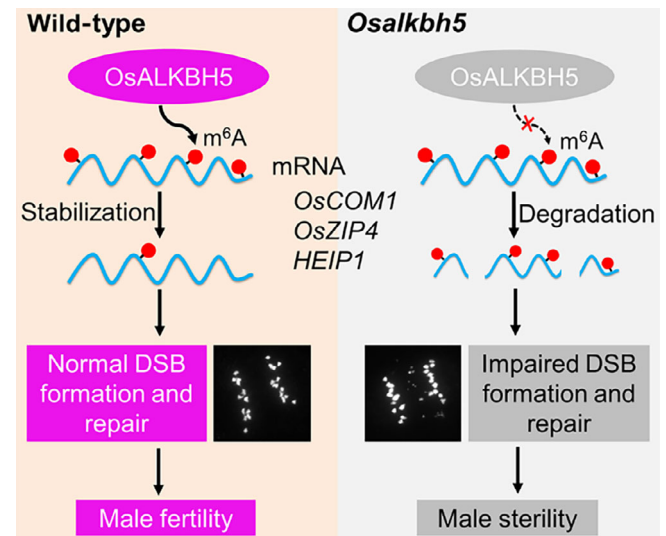 Wild-type
Osalkbh5
OsALKBH5
OsALKBH5
m⁶A
m⁶A
mRNA
OsCOM1
OsZIP4
HEIP1
Stabilization
Degradation
Normal DSB
formation and
repair
Impaired DSB
formation and
repair
Male fertility
Male sterility